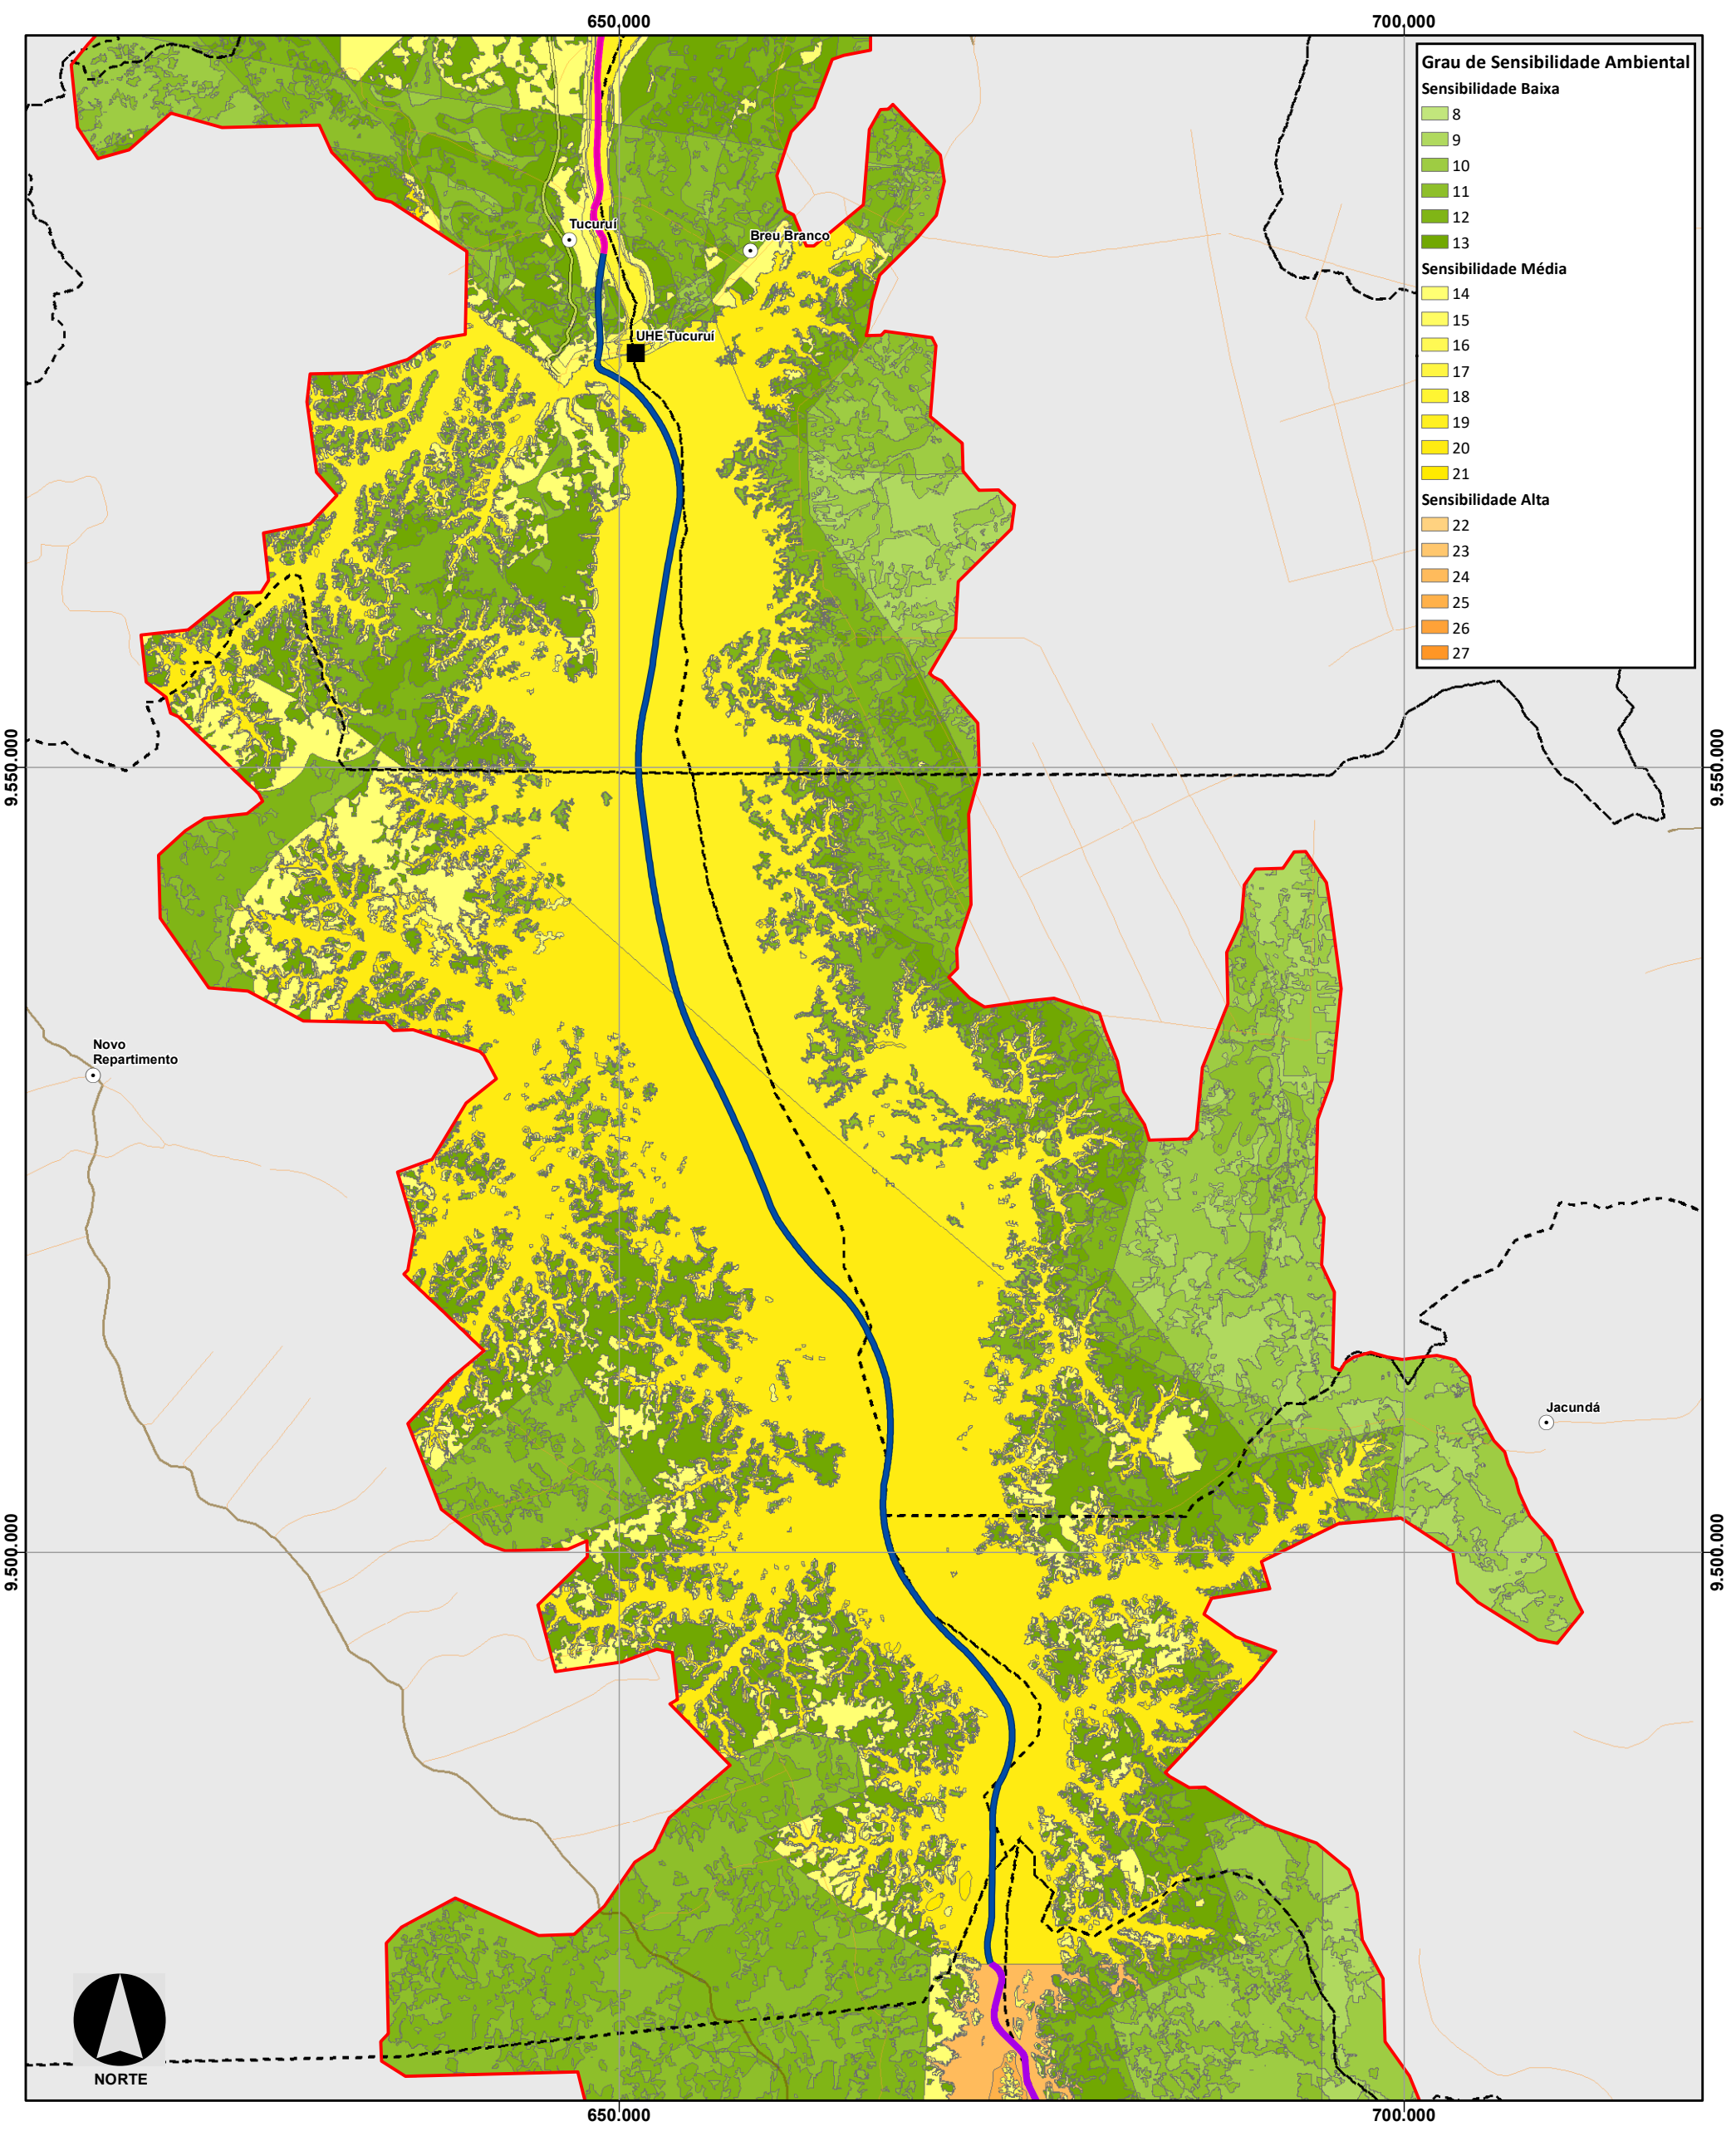 650.000
700.000
Grau de Sensibilidade Ambiental
Sensibilidade Baixa
8
9
10
11
12
13
Sensibilidade Média
14
15
16
17
18
19
20
21
Sensibilidade Alta
22
23
24
25
26
27
Tucuruí
Breu Branco
UHE Tucuruí
9.550.000
9.550.000
Novo
Repartimento
Jacundá
9.500.000
9.500.000
NORTE
650.000
700.000